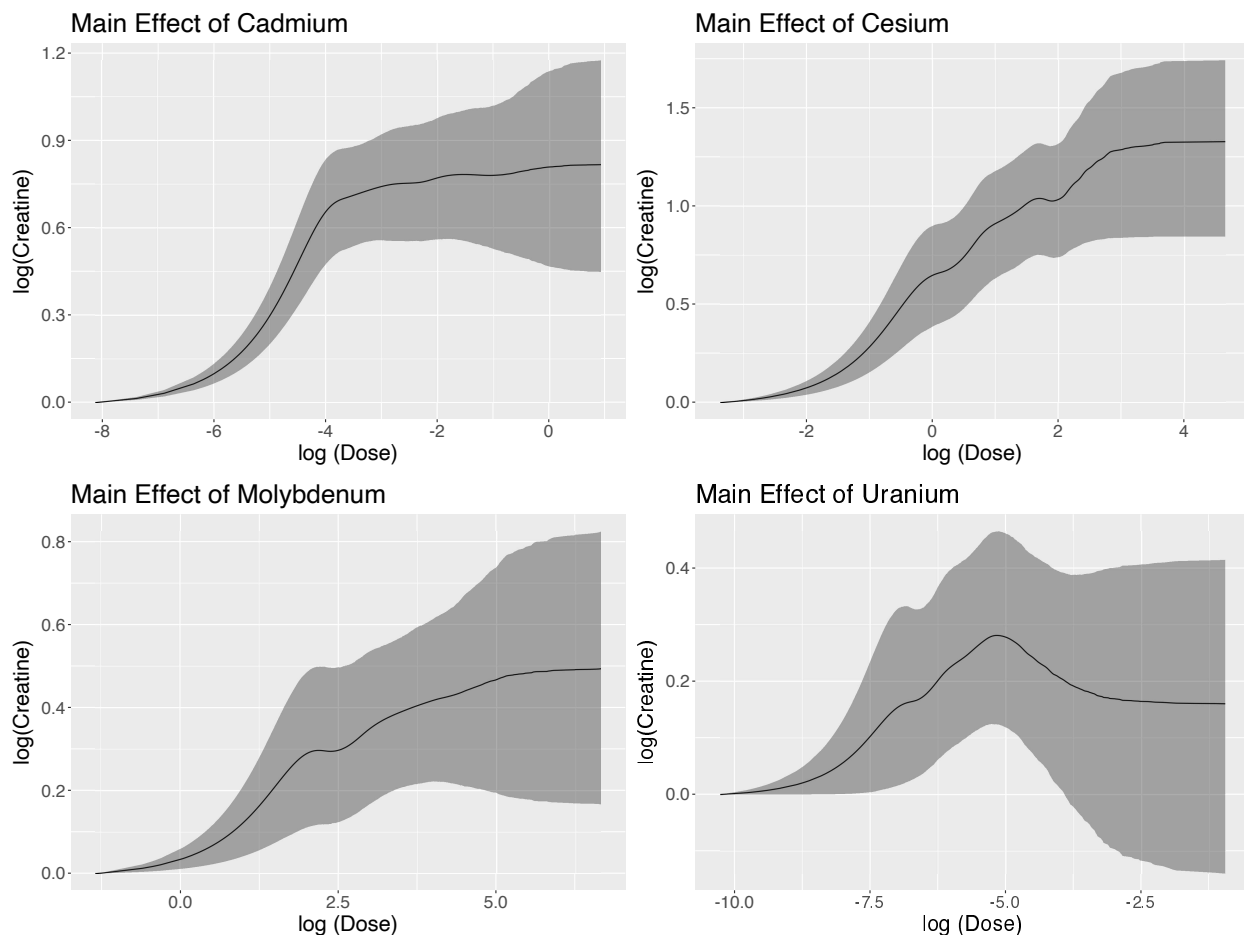 Main Effect of Cadmium
1.2
0.9
0.6
0.3
0.0
log(Creatine)
-8 -6 -4 -2 0
log (Dose)
Main Effect of Cesium
1.5
1.0
0.5
0.0
log(Creatine)
-2 0 2 4
log (Dose)
Main Effect of Molybdenum
0.8
0.6
0.4
0.2
0.0
log(Creatine)
0.0 2.5 5.0
log (Dose)
Main Effect of Uranium
0.4
0.2
0.0
log(Creatine)
-10.0 -7.5 -5.0 -2.5
log (Dose)